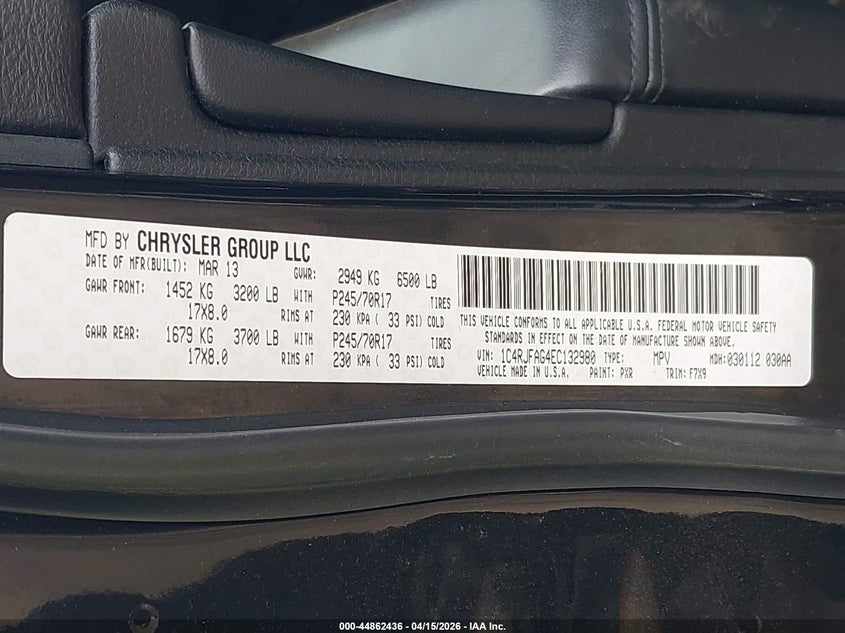 MFD BY CHRYSLER GROUP LLC
DATE OF MFR(BUILT): MAR 13 GVWR: 2949 KG 6500 LB
GAWR FRONT: 1452 KG 3200 LB WITH P245/70R17 TIRES
17X8.0 RIMS AT 230 KPA ( 33 PSI) COLD
GAWR REAR: 1679 KG 3700 LB WITH P245/70R17 TIRES
17X8.0 RIMS AT 230 KPA ( 33 PSI) COLD
THIS VEHICLE CONFORMS TO ALL APPLICABLE U.S.A. FEDERAL MOTOR VEHICLE SAFETY
STANDARDS IN EFFECT ON THE DATE OF MANUFACTURE SHOWN ABOVE.
VIN: 1C4RJFAG4EC132980 TYPE: MPV MDH: 030112 030AA
VEHICLE MADE IN U.S.A. PAINT: PXR TRIM: F7X9
000-44862436 - 04/15/2026 - IAA Inc.